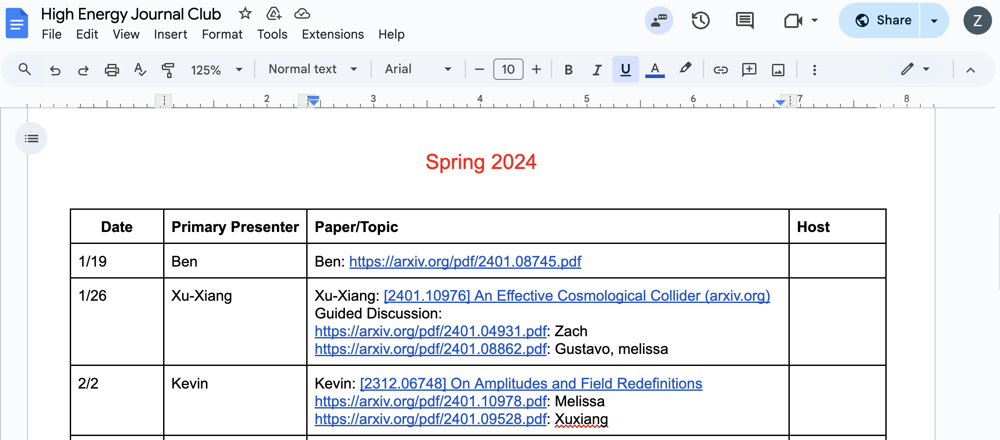 High Energy Journal Club
File Edit View Insert Format Tools Extensions Help
Share
Z
125% Normal text Arial 10 B I U A
2 3 4 5 6 7 8
Spring 2024
Date Primary Presenter Paper/Topic Host
1/19 Ben Ben: https://arxiv.org/pdf/2401.08745.pdf
1/26 Xu-Xiang Xu-Xiang: [2401.10976] An Effective Cosmological Collider (arxiv.org)
Guided Discussion:
https://arxiv.org/pdf/2401.04931.pdf: Zach
https://arxiv.org/pdf/2401.08862.pdf: Gustavo, melissa
2/2 Kevin Kevin: [2312.06748] On Amplitudes and Field Redefinitions
https://arxiv.org/pdf/2401.10978.pdf: Melissa
https://arxiv.org/pdf/2401.09528.pdf: Xuxiang